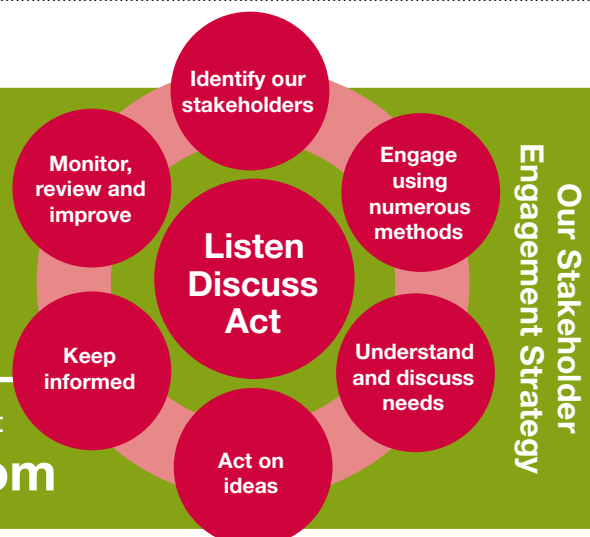 Identify our
stakeholders
Engage
using
numerous
methods
Understand
and discuss
needs
Act on
ideas
Keep
informed
Monitor,
review and
improve
Listen
Discuss
Act
Our Stakeholder
Engagement Strategy
t
om